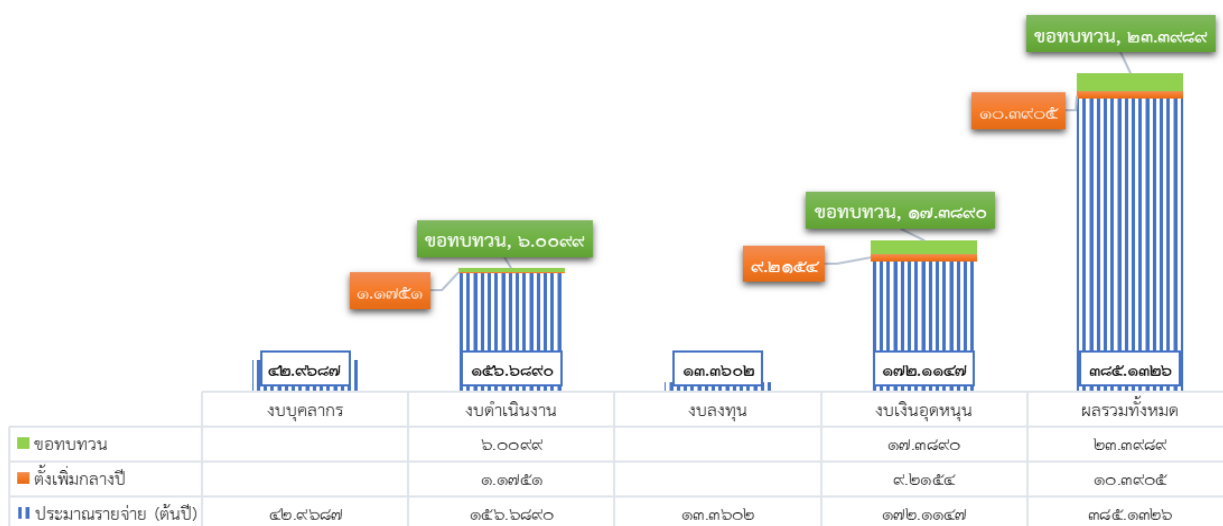 ขอทบทวน, ๒๓.๓๙๘๙
๑๐.๓๙๐๕
ขอทบทวน, ๑๗.๓๘๙๐
ขอทบทวน, ๖.๐๐๙๙
๙.๒๑๕๔
๑.๑๗๕๑
๔๒.๙๖๘๗ ๑๕๖.๖๘๙๐ ๑๓.๓๖๐๒ ๑๗๒.๑๑๔๗ ๓๘๕.๑๓๒๖
งบบุคลากร งบดำเนินงาน งบลงทุน งบเงินอุดหนุน ผลรวมทั้งหมด
ขอทบทวน ๖.๐๐๙๙ ๑๗.๓๘๙๐ ๒๓.๓๙๘๙
ตั้งเพิ่มกลางปี ๑.๑๗๕๑ ๙.๒๑๕๔ ๑๐.๓๙๐๕
ประมาณรายจ่าย (ต้นปี) ๔๒.๙๖๘๗ ๑๕๖.๖๘๙๐ ๑๓.๓๖๐๒ ๑๗๒.๑๑๔๗ ๓๘๕.๑๓๒๖